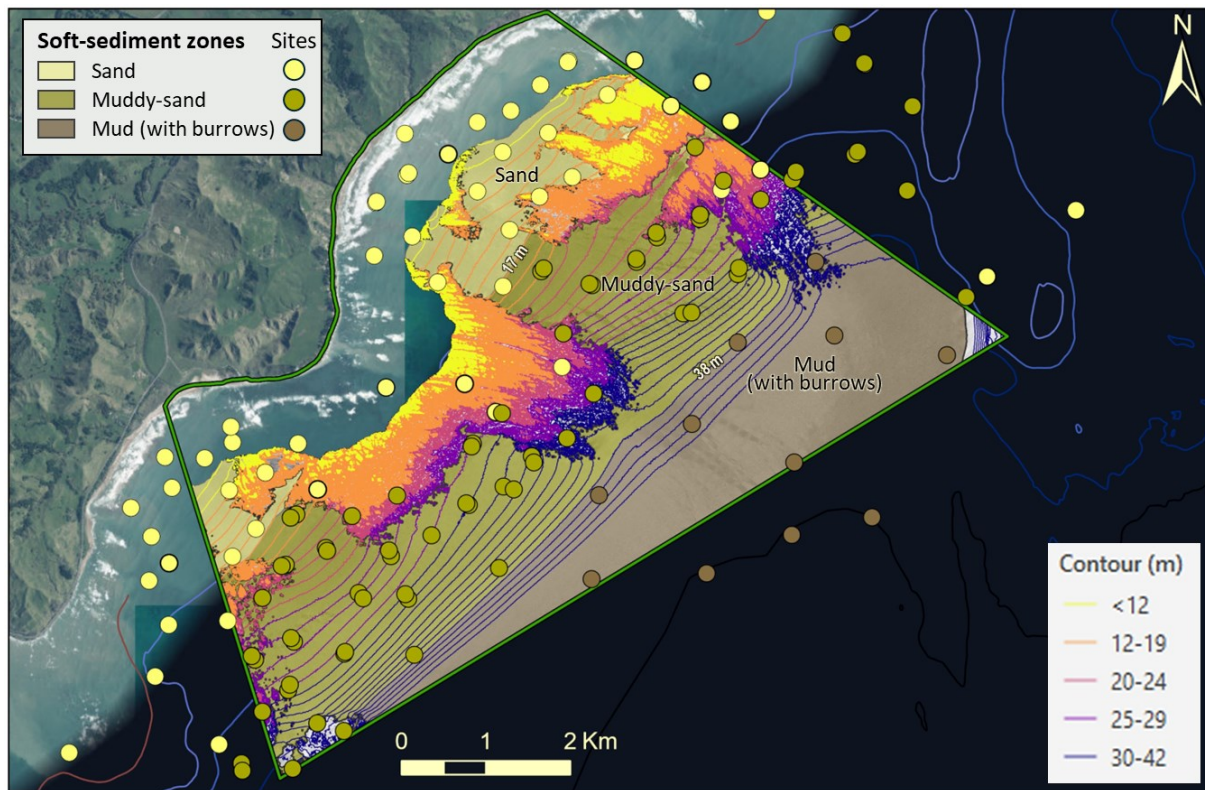 Soft-sediment zones Sites
Sand
Muddy-sand
Mud (with burrows)
N
Sand
17 m
Muddy-sand
38 m
Mud
(with burrows)
0 1 2 Km
Contour (m)
<12
12-19
20-24
25-29
30-42